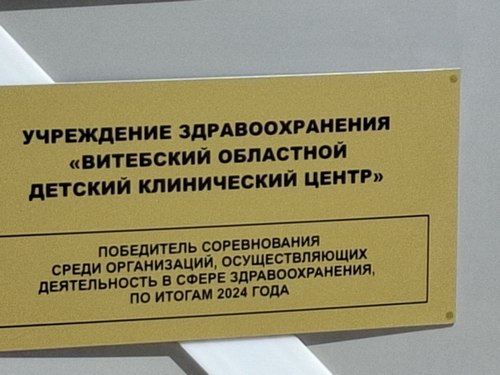 УЧРЕЖДЕНИЕ ЗДРАВООХРАНЕНИЯ
«ВИТЕБСКИЙ ОБЛАСТНОЙ
ДЕТСКИЙ КЛИНИЧЕСКИЙ ЦЕНТР»
ПОБЕДИТЕЛЬ СОРЕВНОВАНИЯ
СРЕДИ ОРГАНИЗАЦИЙ, ОСУЩЕСТВЛЯЮЩИХ
ДЕЯТЕЛЬНОСТЬ В СФЕРЕ ЗДРАВООХРАНЕНИЯ,
ПО ИТОГАМ 2024 ГОДА